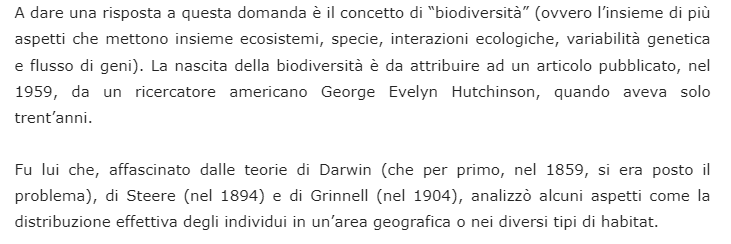 A dare una risposta a questa domanda è il concetto di “biodiversità” (ovvero l’insieme di più
aspetti che mettono insieme ecosistemi, specie, interazioni ecologiche, variabilità genetica
e flusso di geni). La nascita della biodiversità è da attribuire ad un articolo pubblicato, nel
1959, da un ricercatore americano George Evelyn Hutchinson, quando aveva solo
trent’anni.
Fu lui che, affascinato dalle teorie di Darwin (che per primo, nel 1859, si era posto il
problema), di Steere (nel 1894) e di Grinnell (nel 1904), analizzò alcuni aspetti come la
distribuzione effettiva degli individui in un’area geografica o nei diversi tipi di habitat.